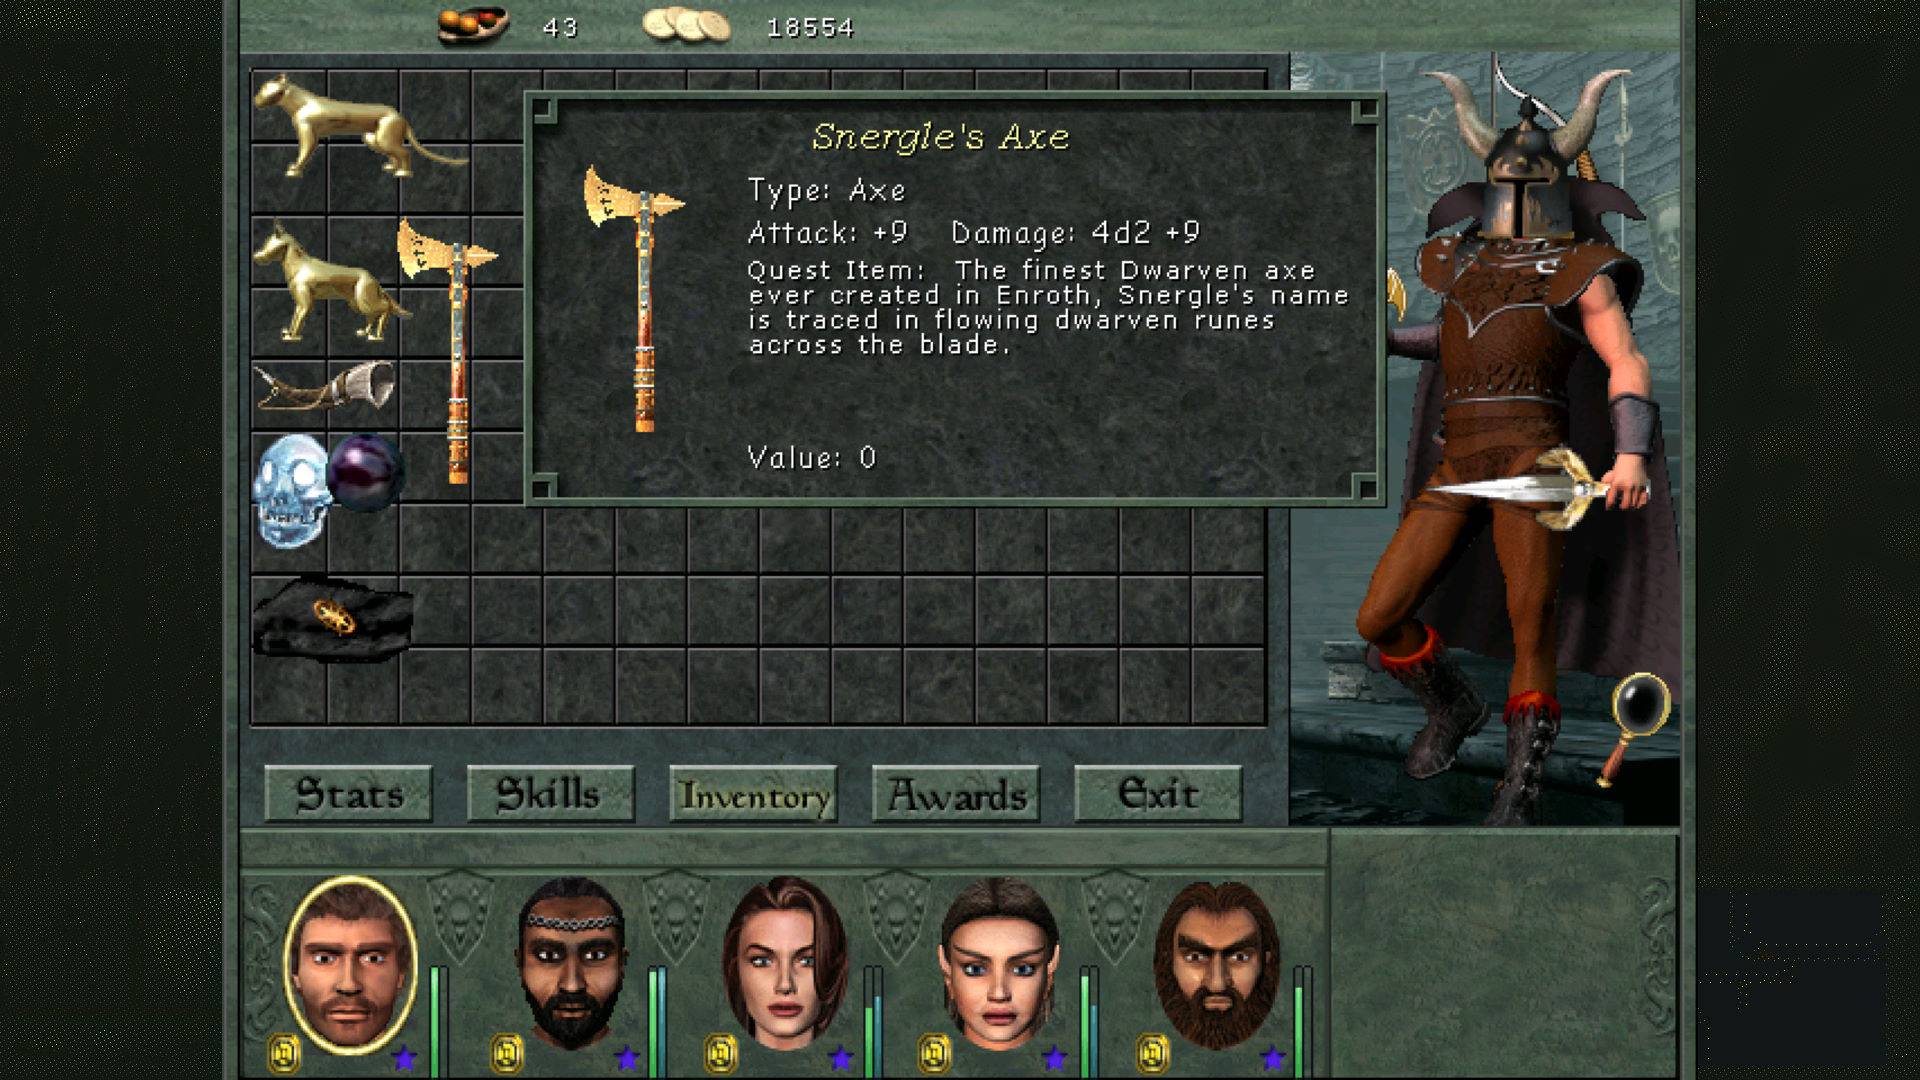 43 18554
Snergle's Axe
Type: Axe
Attack: +9 Damage: 4d2 +9
Quest Item: The finest Dwarven axe
ever created in Enroth, Snergle's name
is traced in flowing dwarven runes
across the blade.
Value: 0
Stats Skills Inventory Awards Exit